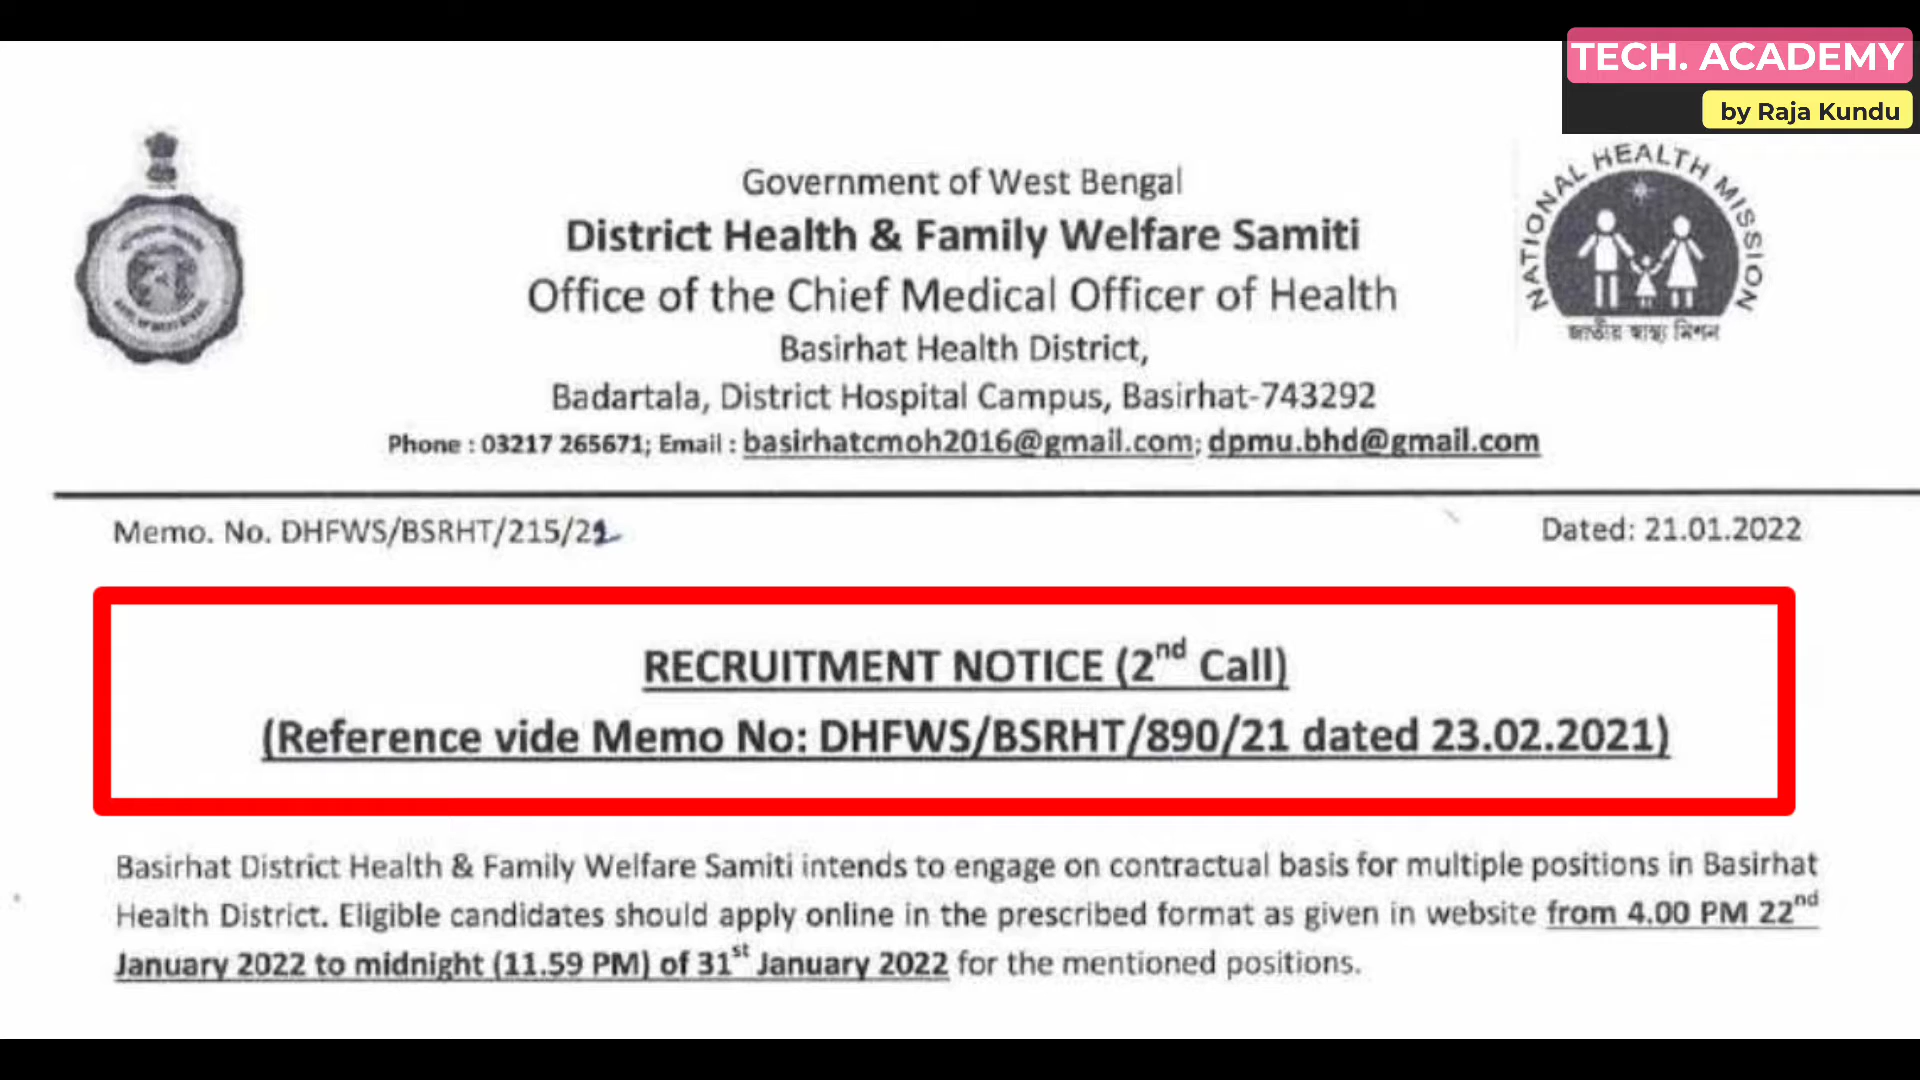 TECH. ACADEMY
by Raja Kundu
NATIONAL HEALTH MISSION
জাতীয় স্বাস্থ্য মিশন
Government of West Bengal
District Health & Family Welfare Samiti
Office of the Chief Medical Officer of Health
Basirhat Health District,
Badartala, District Hospital Campus, Basirhat-743292
Phone : 03217 265671; Email : basirhatcmoh2016@gmail.com; dpmu.bhd@gmail.com
Memo. No. DHFWS/BSRHT/215/22
Dated: 21.01.2022
RECRUITMENT NOTICE (2nd Call)
(Reference vide Memo No: DHFWS/BSRHT/890/21 dated 23.02.2021)
Basirhat District Health & Family Welfare Samiti intends to engage on contractual basis for multiple positions in Basirhat
Health District. Eligible candidates should apply online in the prescribed format as given in website from 4.00 PM 22nd
January 2022 to midnight (11.59 PM) of 31st January 2022 for the mentioned positions.